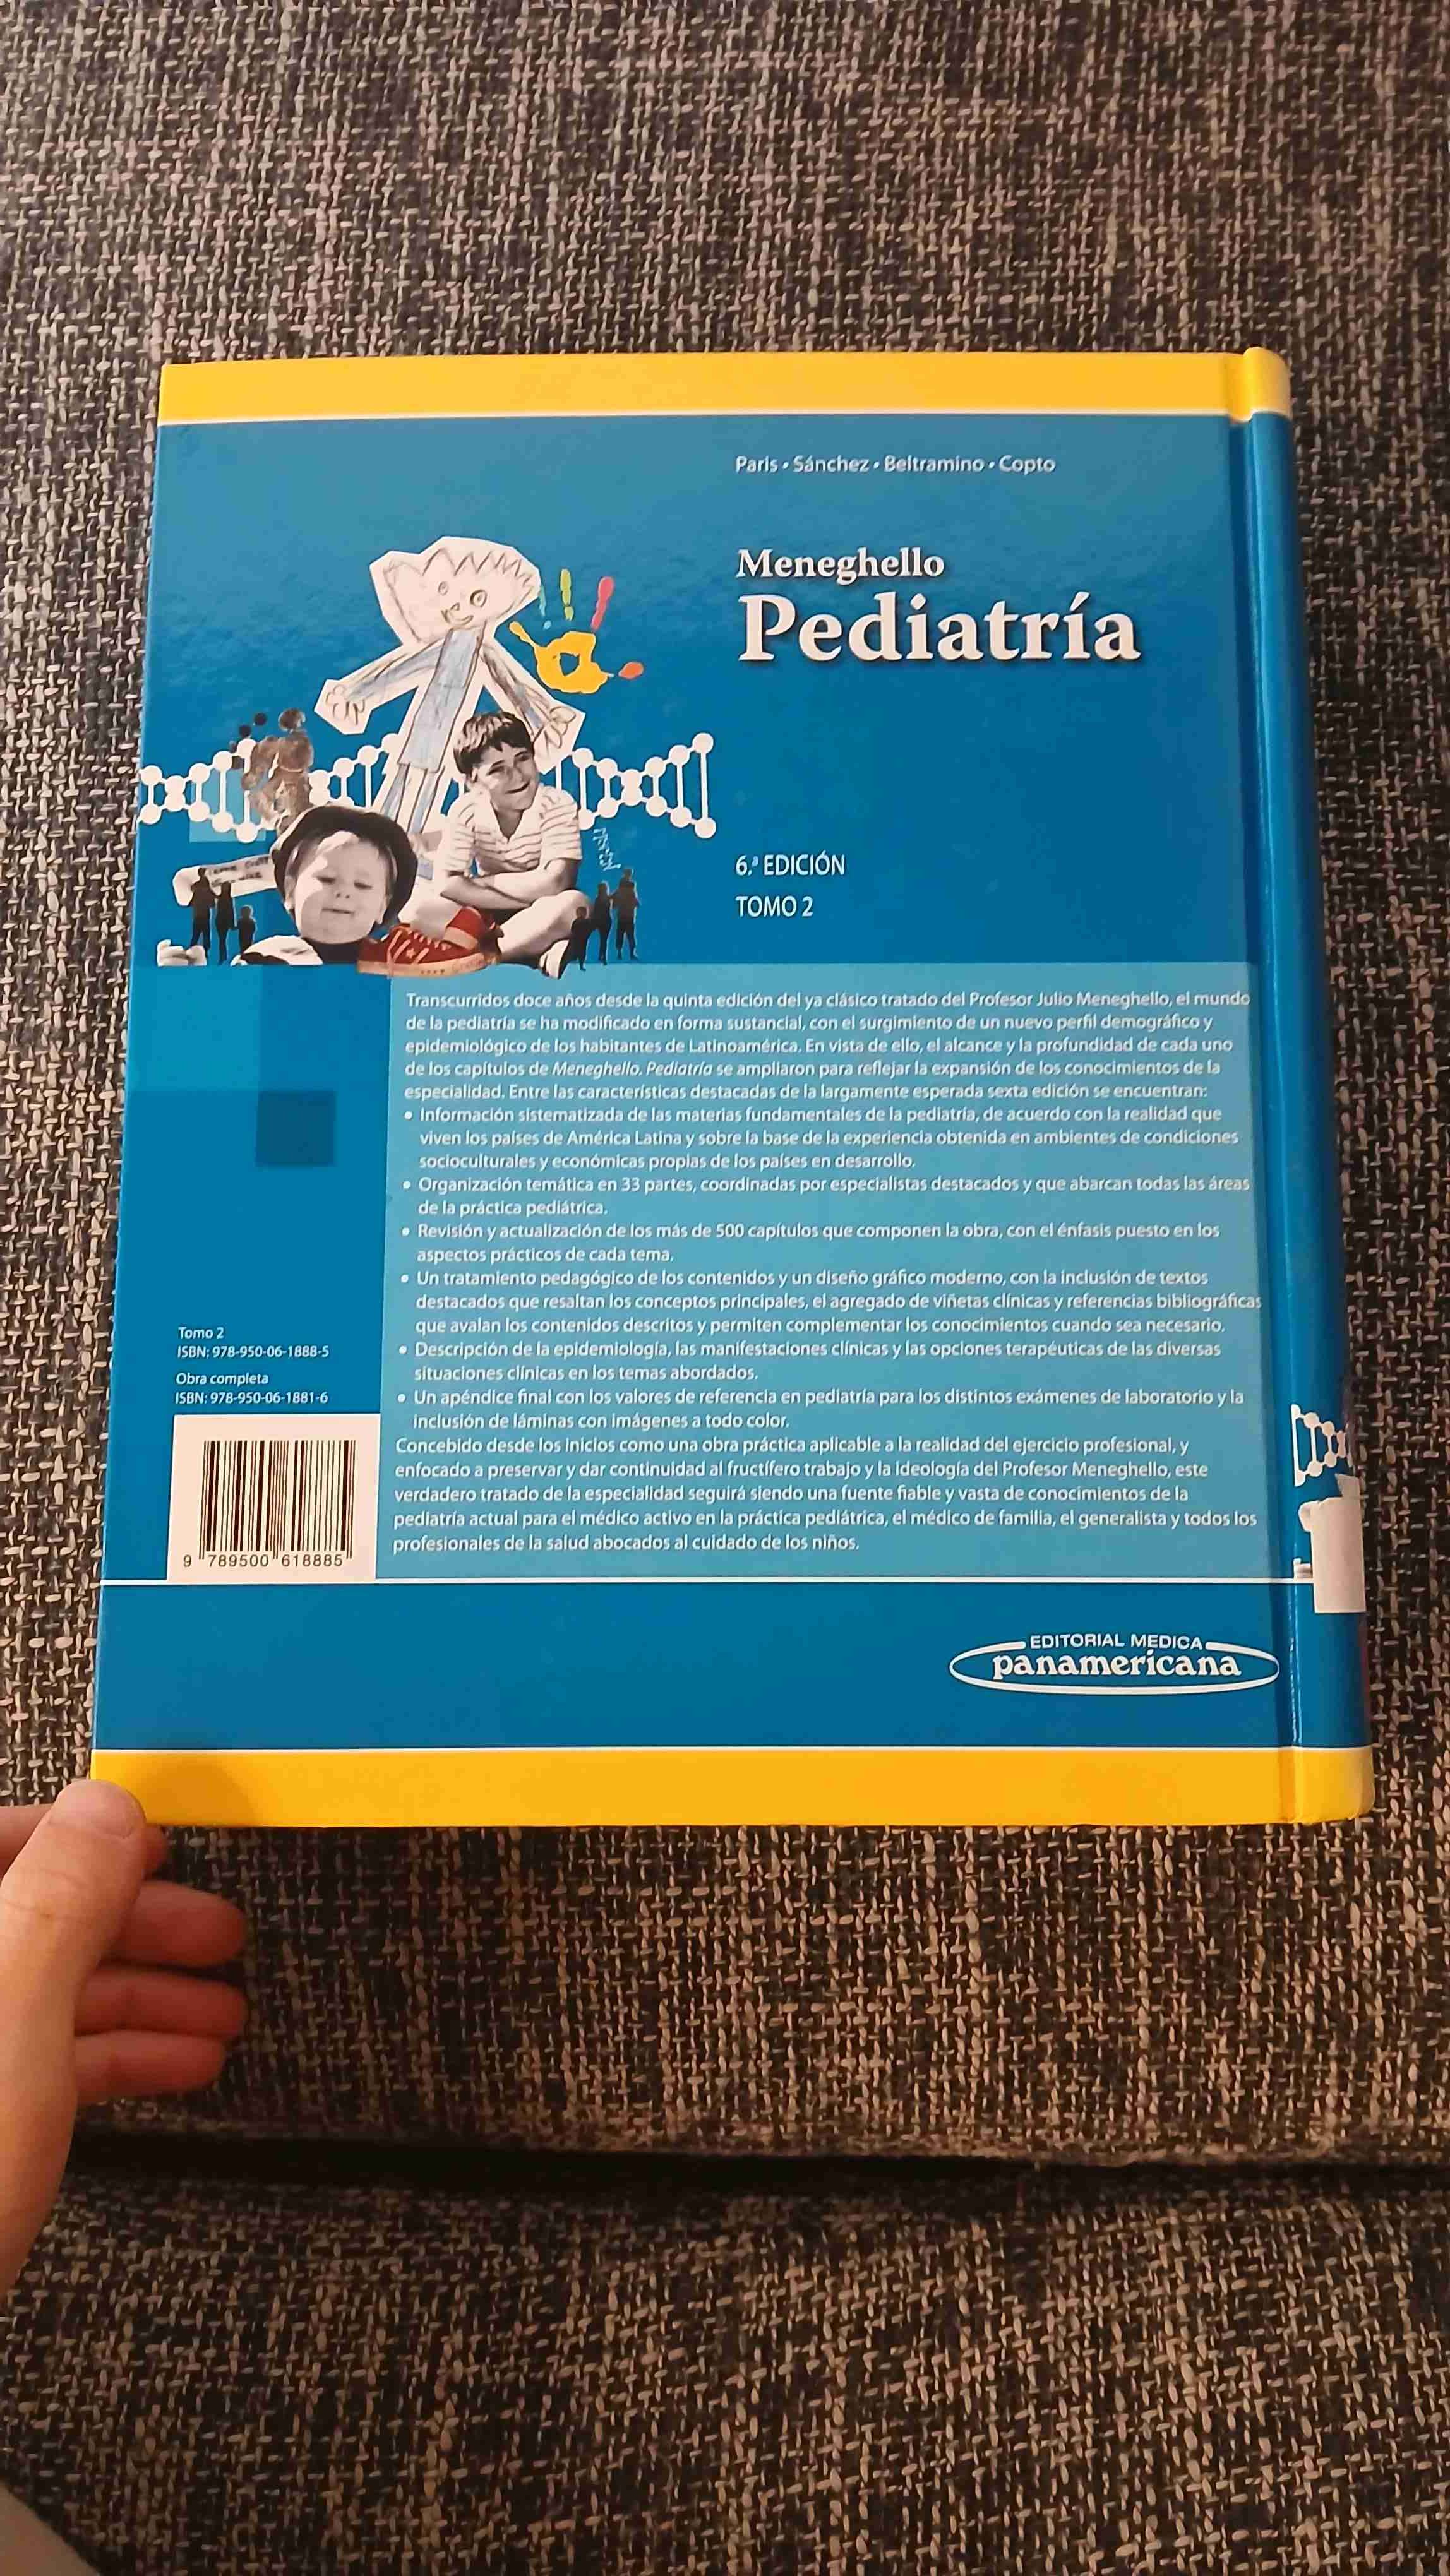 Paris • Sánchez • Beltramino • Copto
Meneghello
Pediatría
6.ª EDICIÓN
TOMO 2
Transcurridos doce años desde la quinta edición del ya clásico tratado del Profesor Julio Meneghello, el mundo
de la pediatría se ha modificado en forma sustancial, con el surgimiento de un nuevo perfil demográfico y
epidemiológico de los habitantes de Latinoamérica. En vista de ello, el alcance y la profundidad de cada uno
de los capítulos de Meneghello. Pediatría se ampliaron para reflejar la expansión de los conocimientos de la
especialidad. Entre las características destacadas de la largamente esperada sexta edición se encuentran:
• Información sistematizada de las materias fundamentales de la pediatría, de acuerdo con la realidad que
viven los países de América Latina y sobre la base de la experiencia obtenida en ambientes de condiciones
socioculturales y económicas propias de los países en desarrollo.
• Organización temática en 33 partes, coordinadas por especialistas destacados y que abarcan todas las áreas
de la práctica pediátrica.
• Revisión y actualización de los más de 500 capítulos que componen la obra, con el énfasis puesto en los
aspectos prácticos de cada tema.
• Un tratamiento pedagógico de los contenidos y un diseño gráfico moderno, con la inclusión de textos
destacados que resaltan los conceptos principales, el agregado de viñetas clínicas y referencias bibliográficas
que avalan los contenidos descritos y permiten complementar los conocimientos cuando sea necesario.
• Descripción de la epidemiología, las manifestaciones clínicas y las opciones terapéuticas de las diversas
situaciones clínicas en los temas abordados.
• Un apéndice final con los valores de referencia en pediatría para los distintos exámenes de laboratorio y la
inclusión de láminas con imágenes a todo color.
Concebido desde los inicios como una obra práctica aplicable a la realidad del ejercicio profesional, y
enfocado a preservar y dar continuidad al fructífero trabajo y la ideología del Profesor Meneghello, este
verdadero tratado de la especialidad seguirá siendo una fuente fiable y vasta de conocimientos de la
pediatría actual para el médico activo en la práctica pediátrica, el médico de familia, el generalista y todos los
profesionales de la salud abocados al cuidado de los niños.
Tomo 2
ISBN: 978-950-06-1888-5
Obra completa
ISBN: 978-950-06-1881-6
9 789500 618885
EDITORIAL MEDICA
panamericana